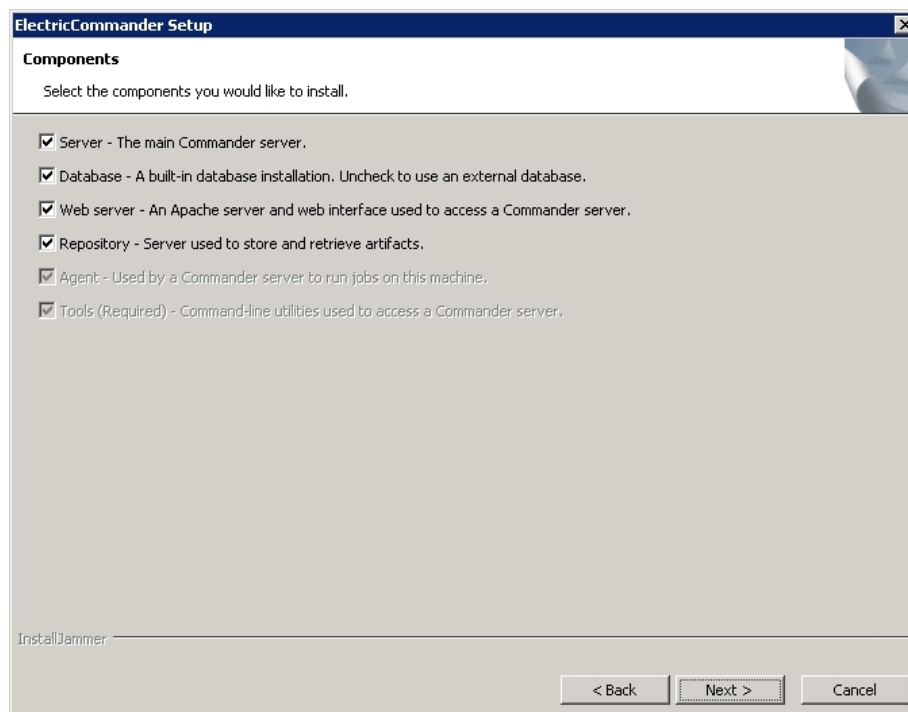 ElectricCommander Setup
Components
Select the components you would like to install.
Server - The main Commander server.
Database - A built-in database installation. Uncheck to use an external database.
Web server - An Apache server and web interface used to access a Commander server.
Repository - Server used to store and retrieve artifacts.
Agent - Used by a Commander server to run jobs on this machine.
Tools (Required) - Command-line utilities used to access a Commander server.
InstallJammer
< Back
Next >
Cancel